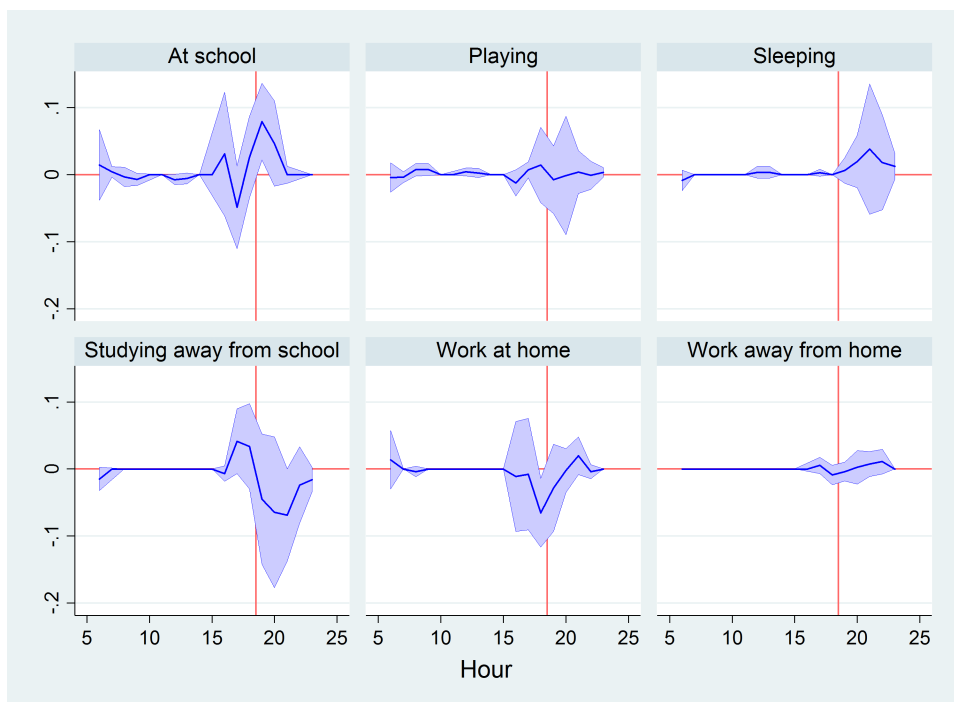 At school Playing Sleeping
.1
0
-.1
-.2
Studying away from school Work at home Work away from home
.1
0
-.1
-.2
5 10 15 20 25 5 10 15 20 25 5 10 15 20 25
Hour